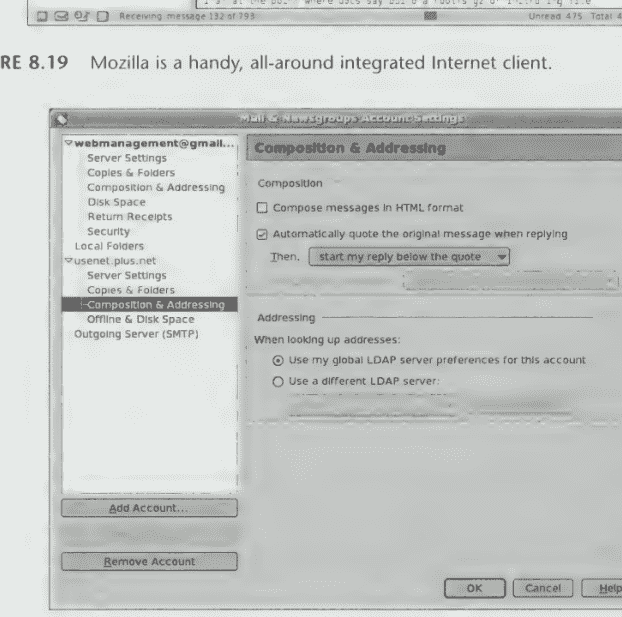 Receiving message 132 of 793
Unread 475 Total 4
RE 8.19 Mozilla is a handy, all-around integrated Internet client.
Mail & Newsgroups Account Settings
webmanagement@gmail...
Server Settings
Copies & Folders
Composition & Addressing
Disk Space
Return Receipts
Security
Local Folders
usenet.plus.net
Server Settings
Copies & Folders
Composition & Addressing
Offline & Disk Space
Outgoing Server (SMTP)
Add Account...
Remove Account
Composition & Addressing
Composition
Compose messages in HTML format
Automatically quote the original message when replying
Then, start my reply below the quote
Addressing
When looking up addresses:
Use my global LDAP server preferences for this account
Use a different LDAP server:
OK Cancel Help